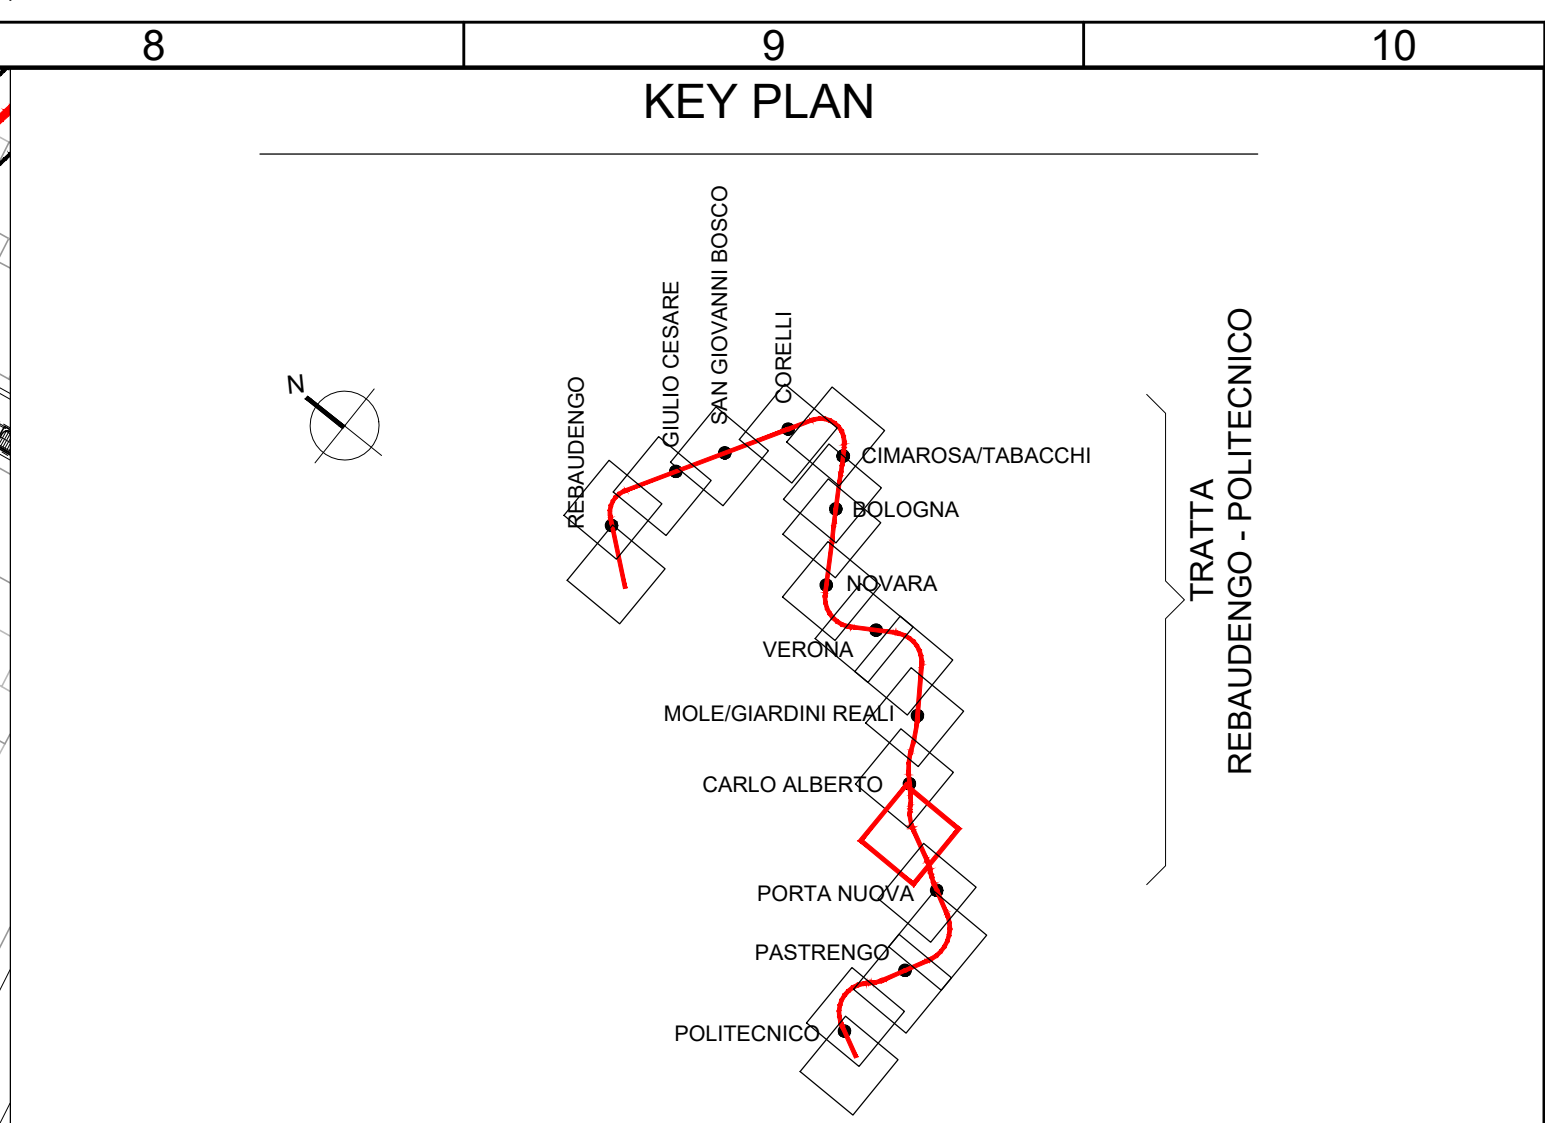 8
9
10
KEY PLAN
N
REBAUDENGO
GIULIO CESARE
SAN GIOVANNI BOSCO
CORELLI
CIMAROSA/TABACCHI
BOLOGNA
NOVARA
VERONA
MOLE/GIARDINI REALI
CARLO ALBERTO
PORTA NUOVA
PASTRENGO
POLITECNICO
TRATTA
REBAUDENGO - POLITECNICO